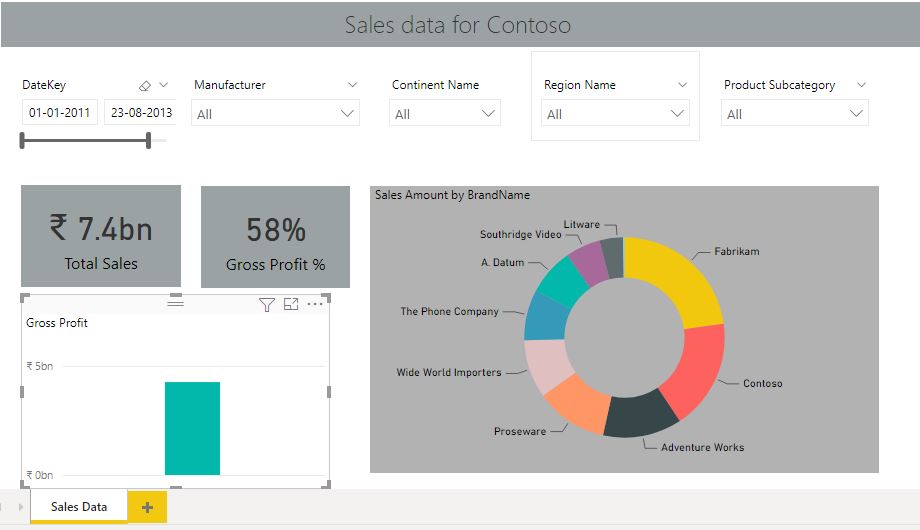 Sales data for Contoso
DateKey
01-01-2011
23-08-2013
Manufacturer
All
Continent Name
All
Region Name
All
Product Subcategory
All
₹ 7.4bn
Total Sales
58%
Gross Profit %
Sales Amount by BrandName
Litware
Southridge Video
Fabrikam
A. Datum
The Phone Company
Wide World Importers
Contoso
Proseware
Adventure Works
Gross Profit
₹ 5bn
₹ 0bn
Sales Data